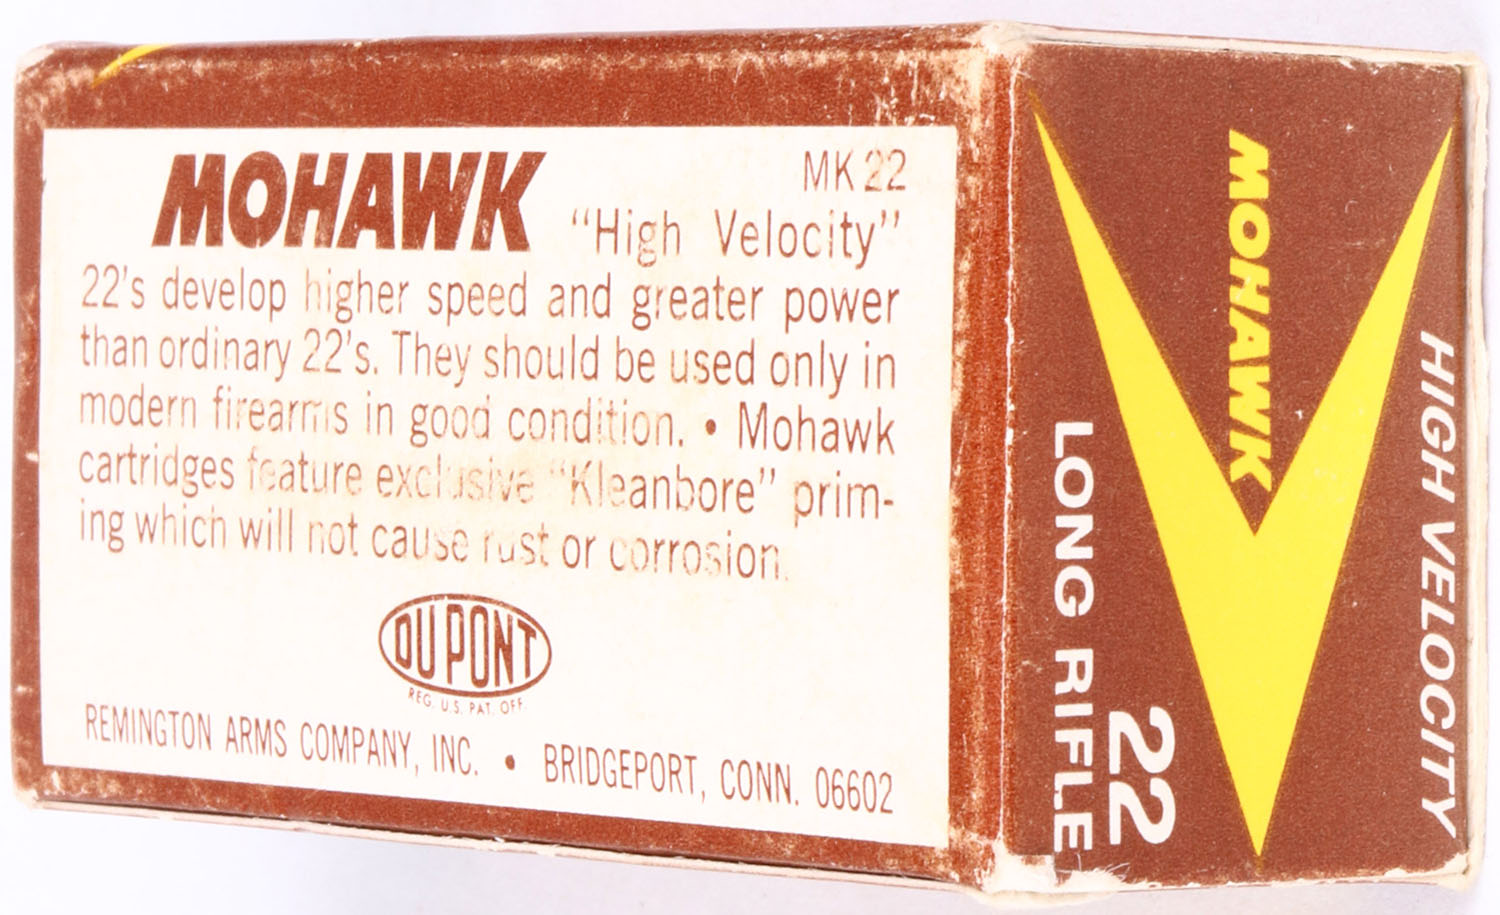 MOHAWK MK 22
"High Velocity"
22's develop higher speed and greater power
than ordinary 22's. They should be used only in
modern firearms in good condition. • Mohawk
cartridges feature exclusive "Kleanbore" prim-
ing which will not cause rust or corrosion.
DU PONT
REG. U.S. PAT. OFF.
REMINGTON ARMS COMPANY, INC. • BRIDGEPORT, CONN. 06602
HIGH VELOCITY
MOHAWK
22
LONG RIFLE